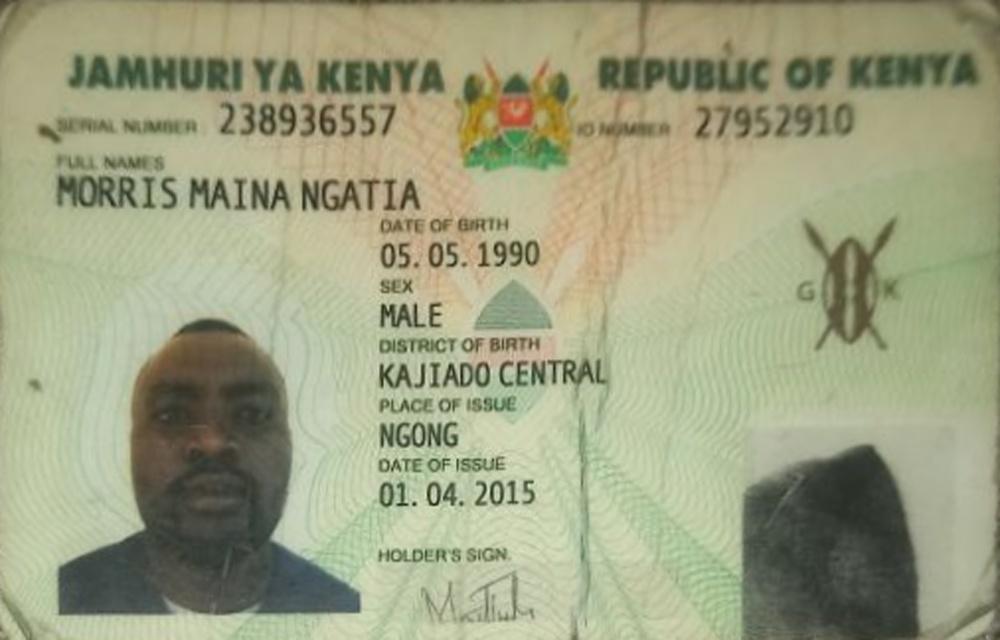 JAMHURI YA KENYA REPUBLIC OF KENYA
SERIAL NUMBER 238936557 ID NUMBER 27952910
FULL NAMES
MORRIS MAINA NGATIA
DATE OF BIRTH
05. 05. 1990
SEX
MALE
DISTRICT OF BIRTH
KAJIADO CENTRAL
PLACE OF ISSUE
NGONG
DATE OF ISSUE
01. 04. 2015
HOLDER'S SIGN.
G K